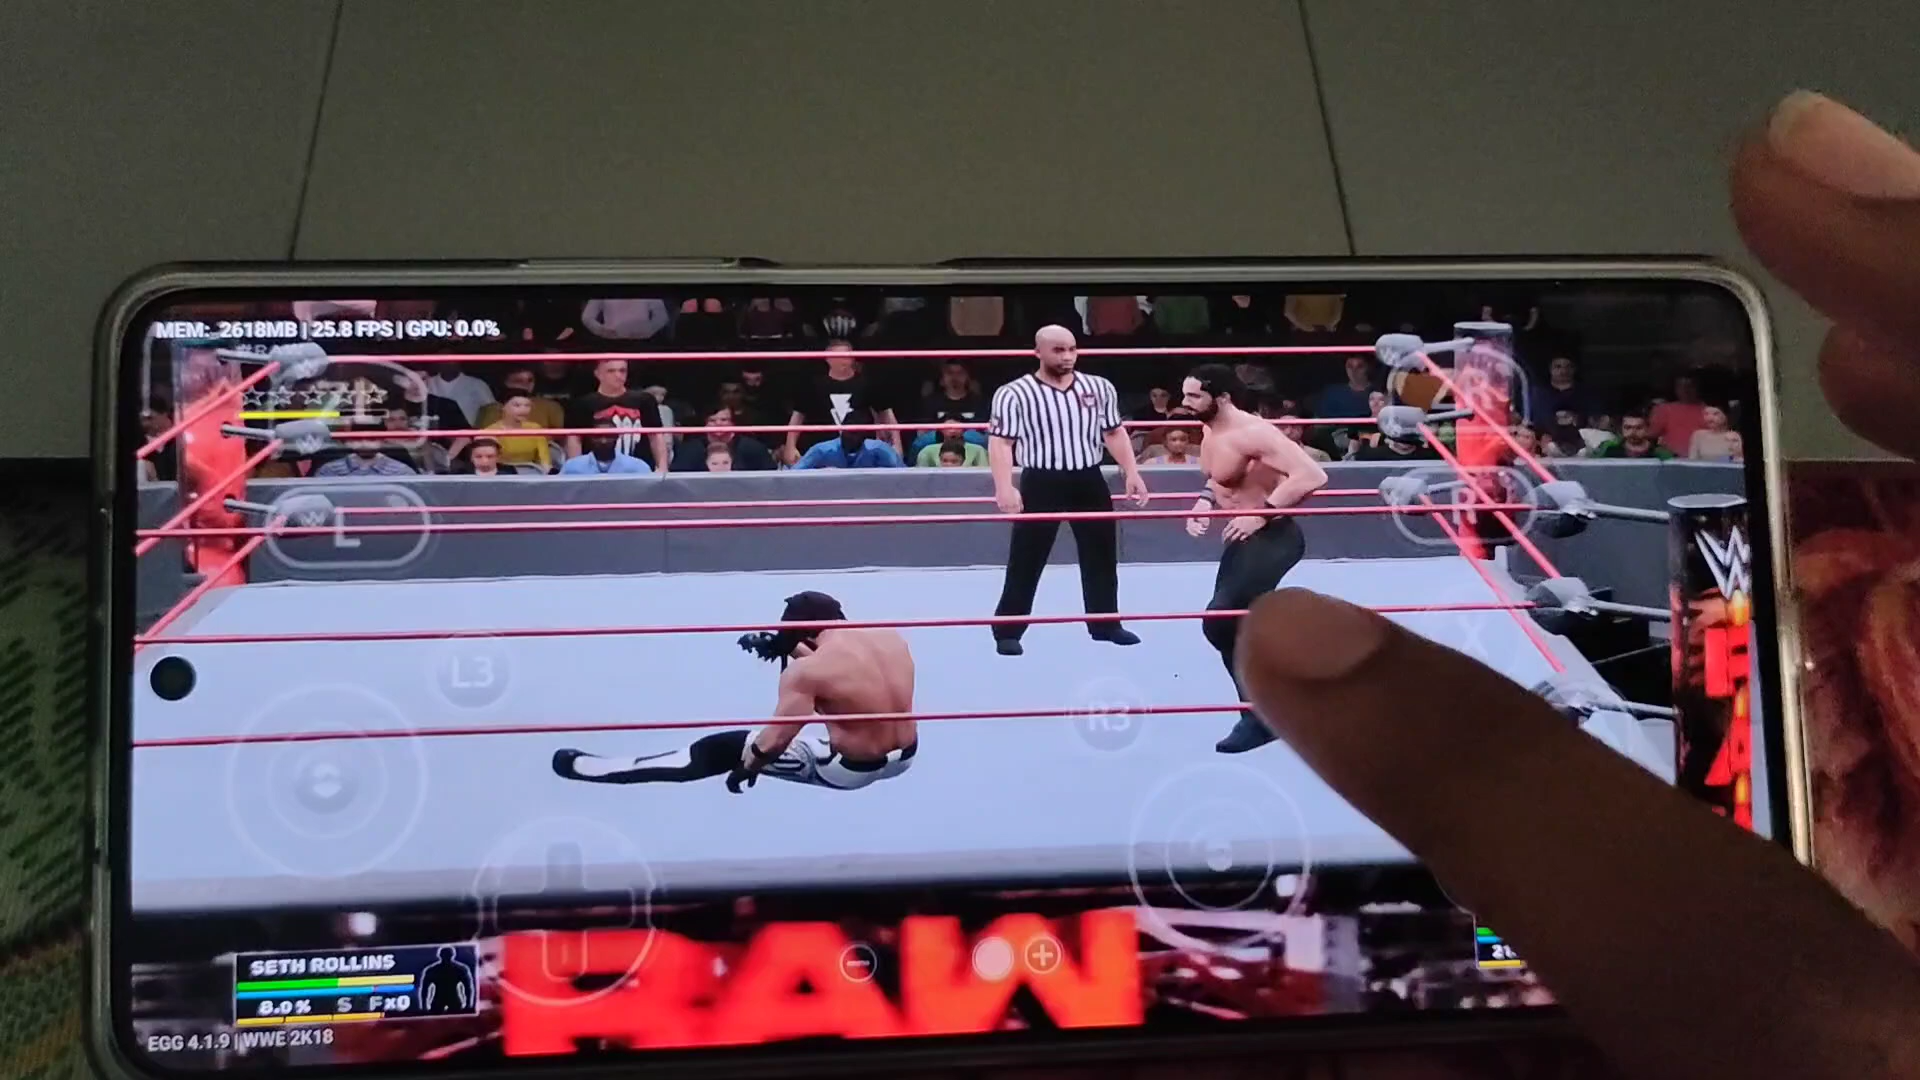 MEM: 2618MB | 25.8 FPS | GPU: 0.0%
#RAW
L
R
L3
R3
X
SETH ROLLINS
8.0% S Fx0
RAW
EGG 4.1.9 | WWE 2K18